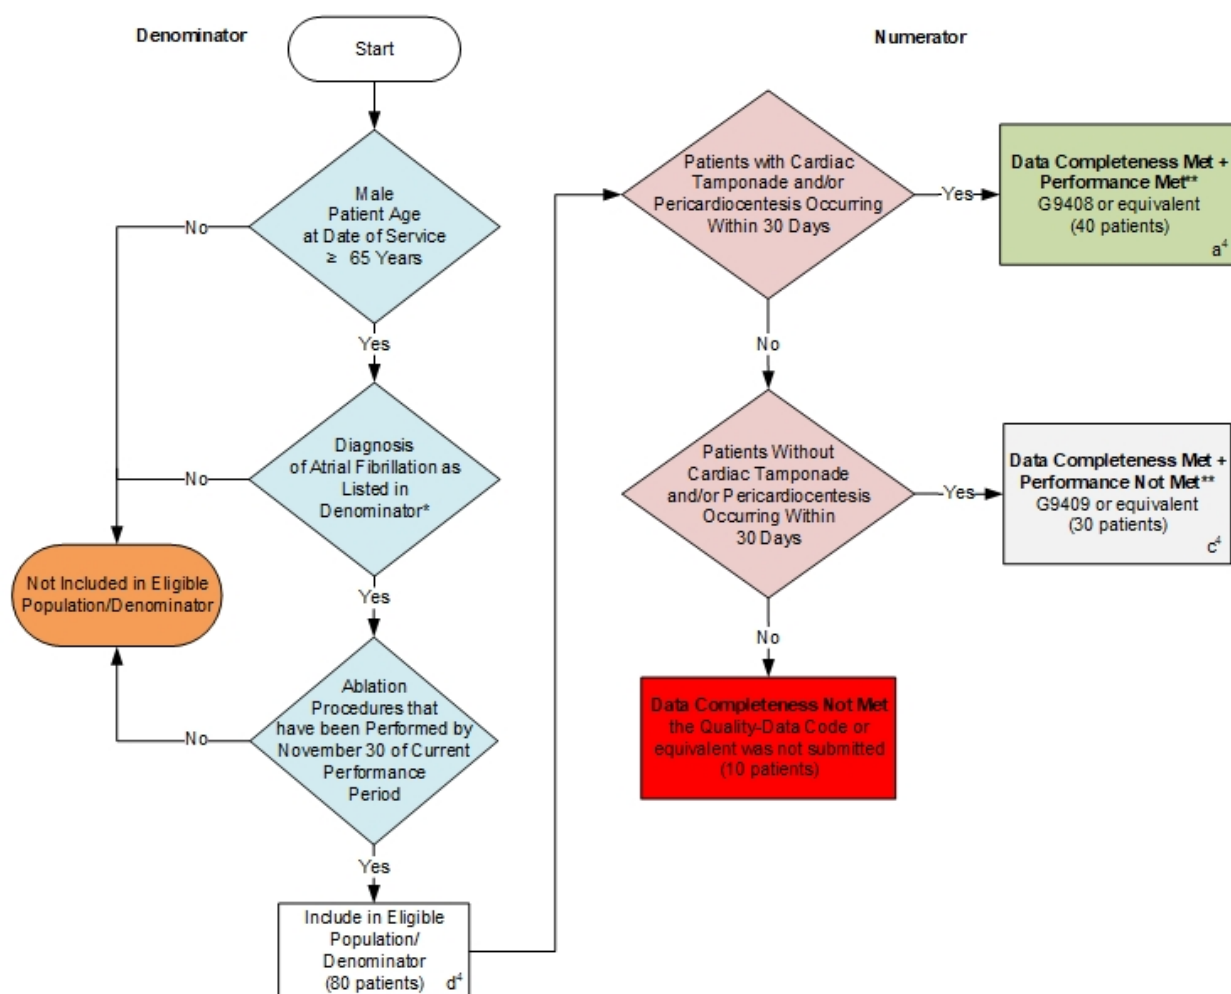 Denominator
Start
Male
Patient Age
at Date of Service
≥ 65 Years
No
Yes
Diagnosis
of Atrial Fibrillation as
Listed in
Denominator*
No
Yes
Not Included in Eligible
Population/Denominator
Ablation
Procedures that
have been Performed by
November 30 of Current
Performance
Period
No
Yes
Include in Eligible
Population/
Denominator
(80 patients) d⁴
Numerator
Patients with Cardiac
Tamponade and/or
Pericardiocentesis Occurring
Within 30 Days
Yes
Data Completeness Met +
Performance Met**
G9408 or equivalent
(40 patients)
a⁴
No
Patients Without
Cardiac Tamponade
and/or Pericardiocentesis
Occurring Within
30 Days
Yes
Data Completeness Met +
Performance Not Met**
G9409 or equivalent
(30 patients)
c⁴
No
Data Completeness Not Met
the Quality-Data Code or
equivalent was not submitted
(10 patients)